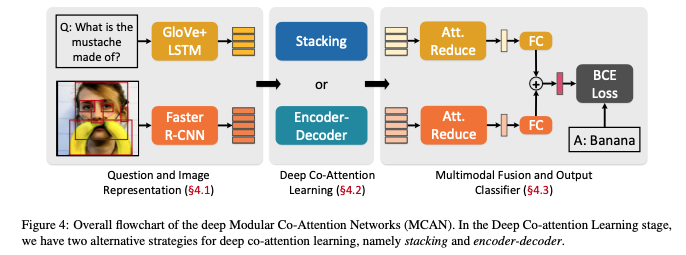 Q: What is the
mustache
made of?
GloVe+
LSTM
Faster
R-CNN
Stacking
or
Encoder-
Decoder
Att.
Reduce
FC
Att.
Reduce
FC
BCE
Loss
A: Banana
Question and Image
Representation (§4.1)
Deep Co-Attention
Learning (§4.2)
Multimodal Fusion and Output
Classifier (§4.3)
Figure 4: Overall flowchart of the deep Modular Co-Attention Networks (MCAN). In the Deep Co-attention Learning stage,
we have two alternative strategies for deep co-attention learning, namely stacking and encoder-decoder.